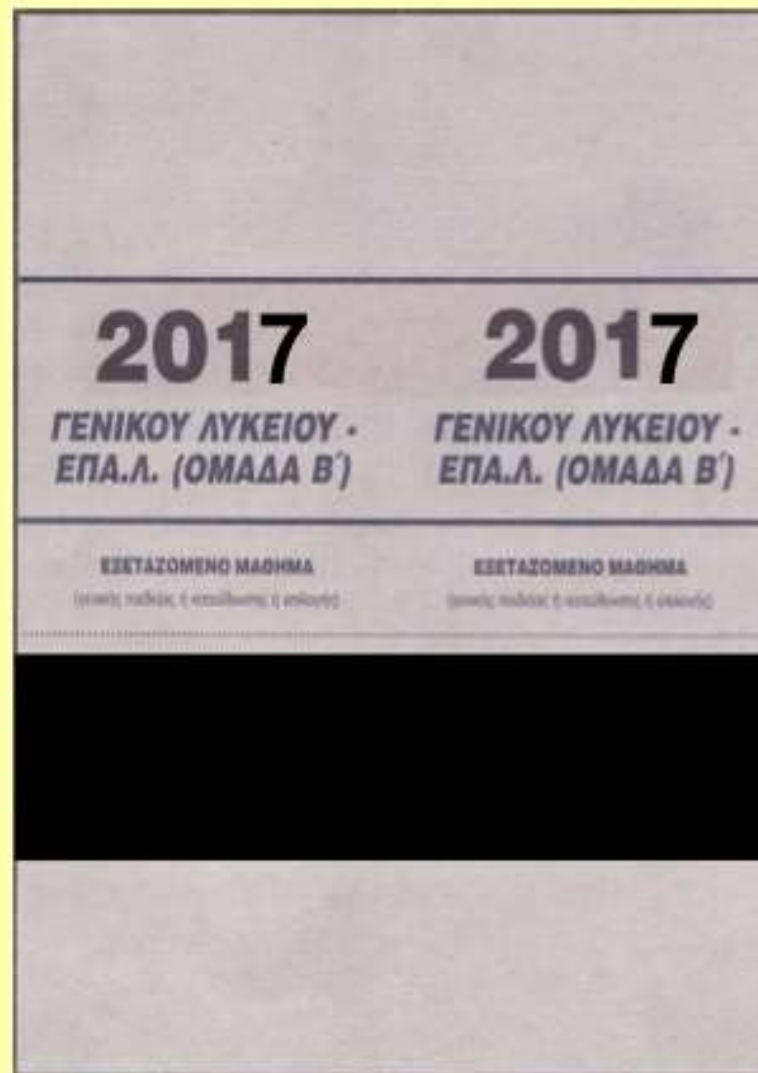 2017 2017
ΓΕΝΙΚΟΥ ΛΥΚΕΙΟΥ - ΓΕΝΙΚΟΥ ΛΥΚΕΙΟΥ -
ΕΠΑ.Λ. (ΟΜΑΔΑ Β΄) ΕΠΑ.Λ. (ΟΜΑΔΑ Β΄)
ΕΞΕΤΑΖΟΜΕΝΟ ΜΑΘΗΜΑ ΕΞΕΤΑΖΟΜΕΝΟ ΜΑΘΗΜΑ